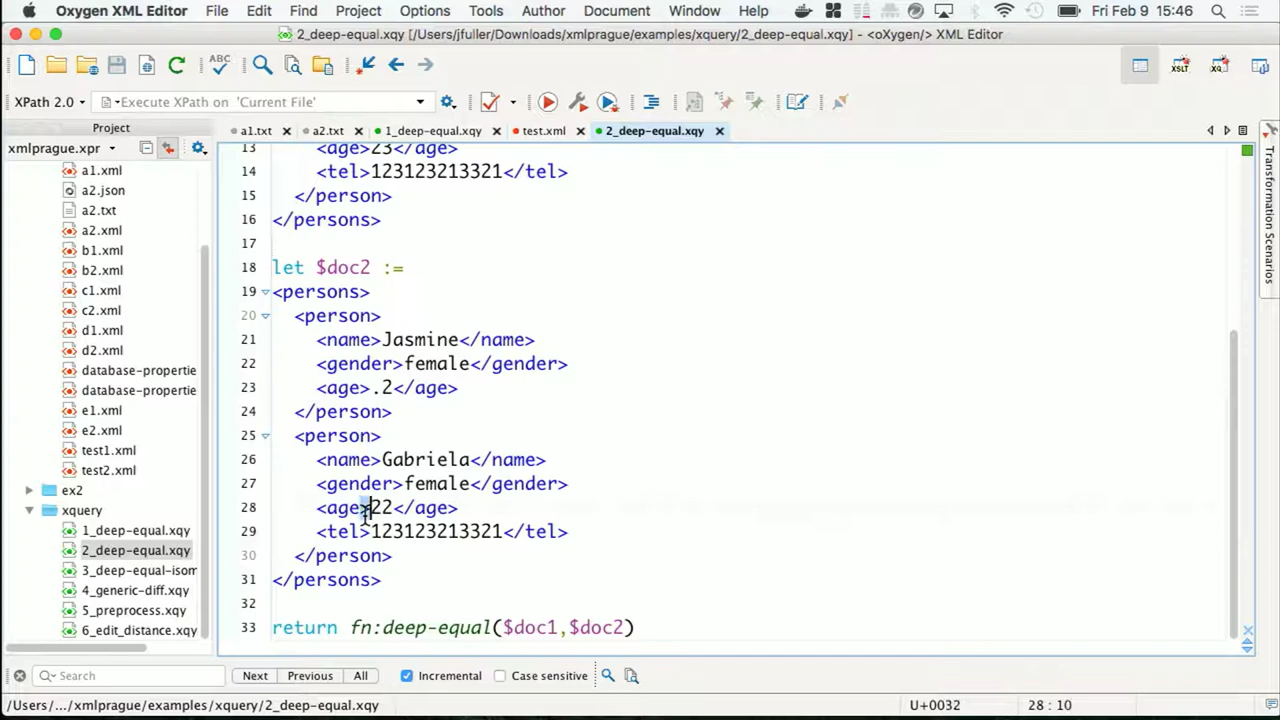 Oxygen XML Editor File Edit Find Project Options Tools Author Document Window Help Fri Feb 9 15:46
2_deep-equal.xqy [/Users/jfuller/Downloads/xmlprague/examples/xquery/2_deep-equal.xqy] - <oXygen/> XML Editor
ABC XSLT XQ
XPath 2.0 Execute XPath on 'Current File'
Project a1.txt a2.txt 1_deep-equal.xqy test.xml 2_deep-equal.xqy
xmlprague.xpr
a1.xml
a2.json
a2.txt
a2.xml
b1.xml
b2.xml
c1.xml
c2.xml
d1.xml
d2.xml
database-propertie
database-propertie
e1.xml
e2.xml
test1.xml
test2.xml
ex2
xquery
1_deep-equal.xqy
2_deep-equal.xqy
3_deep-equal-isom
4_generic-diff.xqy
5_preprocess.xqy
6_edit_distance.xqy
13 <age>23</age>
14 <tel>123123213321</tel>
15 </person>
16 </persons>
17
18 let $doc2 :=
19 <persons>
20 <person>
21 <name>Jasmine</name>
22 <gender>female</gender>
23 <age>.2</age>
24 </person>
25 <person>
26 <name>Gabriela</name>
27 <gender>female</gender>
28 <age>22</age>
29 <tel>123123213321</tel>
30 </person>
31 </persons>
32
33 return fn:deep-equal($doc1,$doc2)
Transformation Scenarios
Search Next Previous All Incremental Case sensitive
/Users/.../xmlprague/examples/xquery/2_deep-equal.xqy U+0032 28 : 10